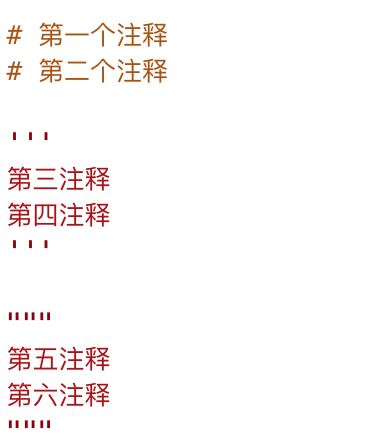 # 第一个注释
# 第二个注释
'''
第三注释
第四注释
'''
"""
第五注释
第六注释
"""